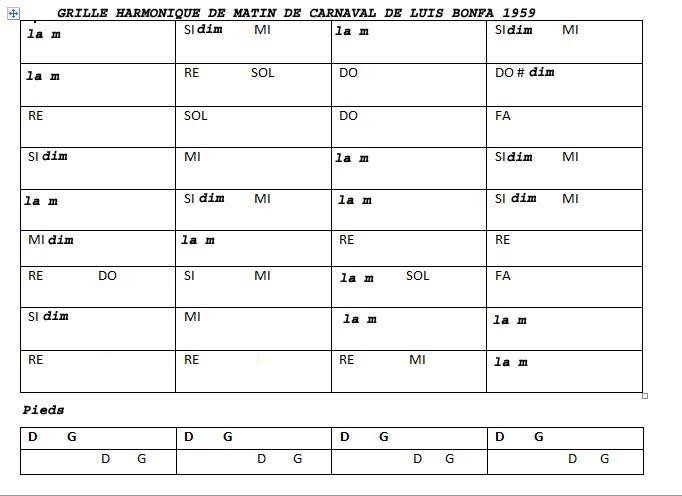 GRILLE HARMONIQUE DE MATIN DE CARNAVAL DE LUIS BONFA 1959
la m SI dim MI la m SI dim MI
la m RE SOL DO DO # dim
RE SOL DO FA
SI dim MI la m SI dim MI
la m SI dim MI la m SI dim MI
MI dim la m RE RE
RE DO SI MI la m SOL FA
SI dim MI la m la m
RE RE RE MI la m
Pieds
D G D G D G D G
D G D G D G D G